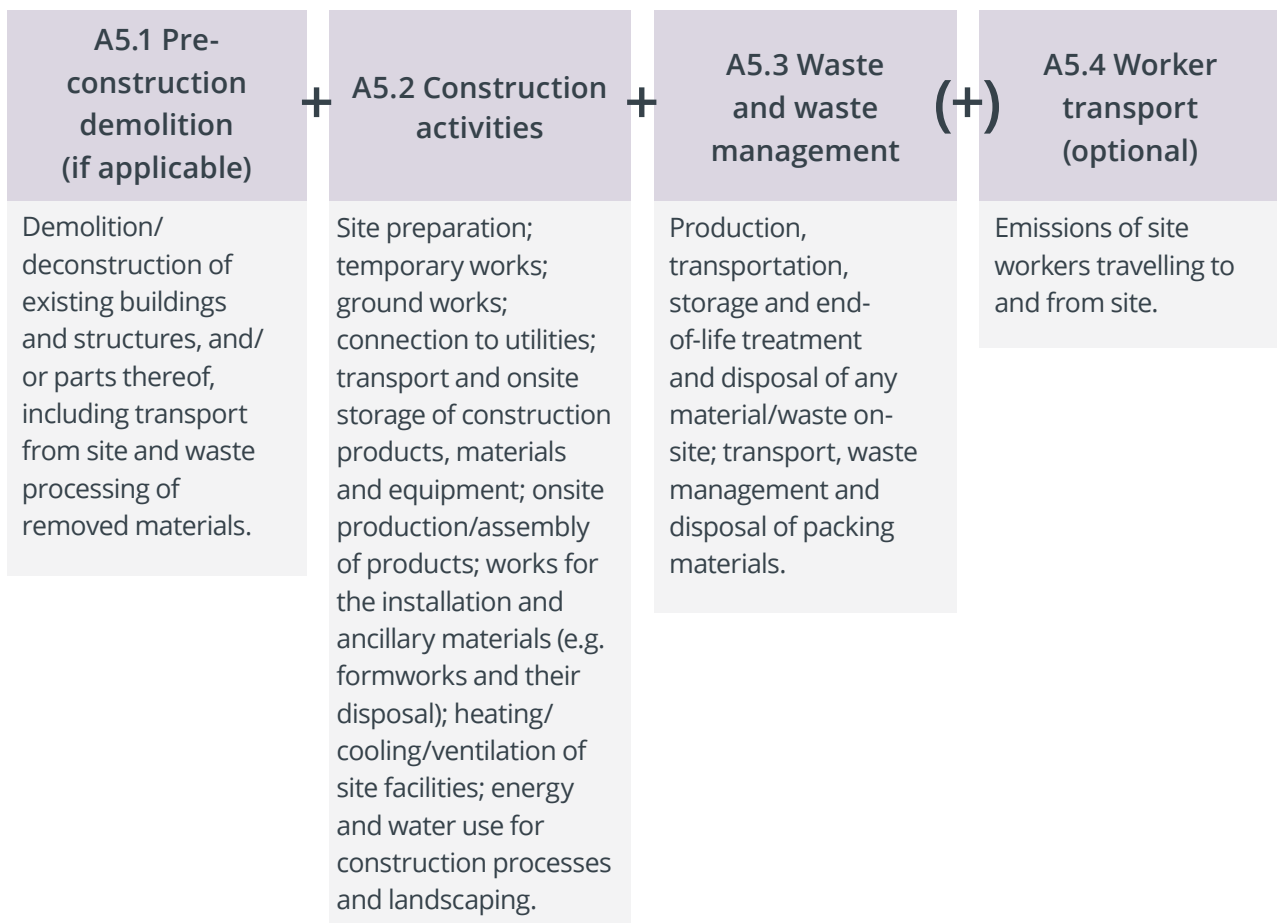 A5.1 Pre-
construction
demolition
(if applicable)
+
A5.2 Construction
activities
+
A5.3 Waste
and waste
management
(+)
A5.4 Worker
transport
(optional)
Demolition/
deconstruction of
existing buildings
and structures, and/
or parts thereof,
including transport
from site and waste
processing of
removed materials.
Site preparation;
temporary works;
ground works;
connection to utilities;
transport and onsite
storage of construction
products, materials
and equipment; onsite
production/assembly
of products; works for
the installation and
ancillary materials (e.g.
formworks and their
disposal); heating/
cooling/ventilation of
site facilities; energy
and water use for
construction processes
and landscaping.
Production,
transportation,
storage and end-
of-life treatment
and disposal of any
material/waste on-
site; transport, waste
management and
disposal of packing
materials.
Emissions of site
workers travelling to
and from site.